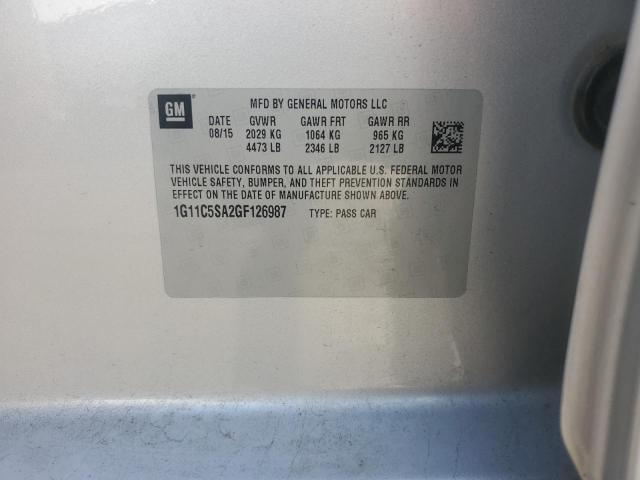 GM
MFD BY GENERAL MOTORS LLC
DATE GVWR GAWR FRT GAWR RR
08/15 2029 KG 1064 KG 965 KG
4473 LB 2346 LB 2127 LB
THIS VEHICLE CONFORMS TO ALL APPLICABLE U.S. FEDERAL MOTOR
VEHICLE SAFETY, BUMPER, AND THEFT PREVENTION STANDARDS IN
EFFECT ON THE DATE OF MANUFACTURE SHOWN ABOVE.
1G11C5SA2GF126987 TYPE: PASS CAR